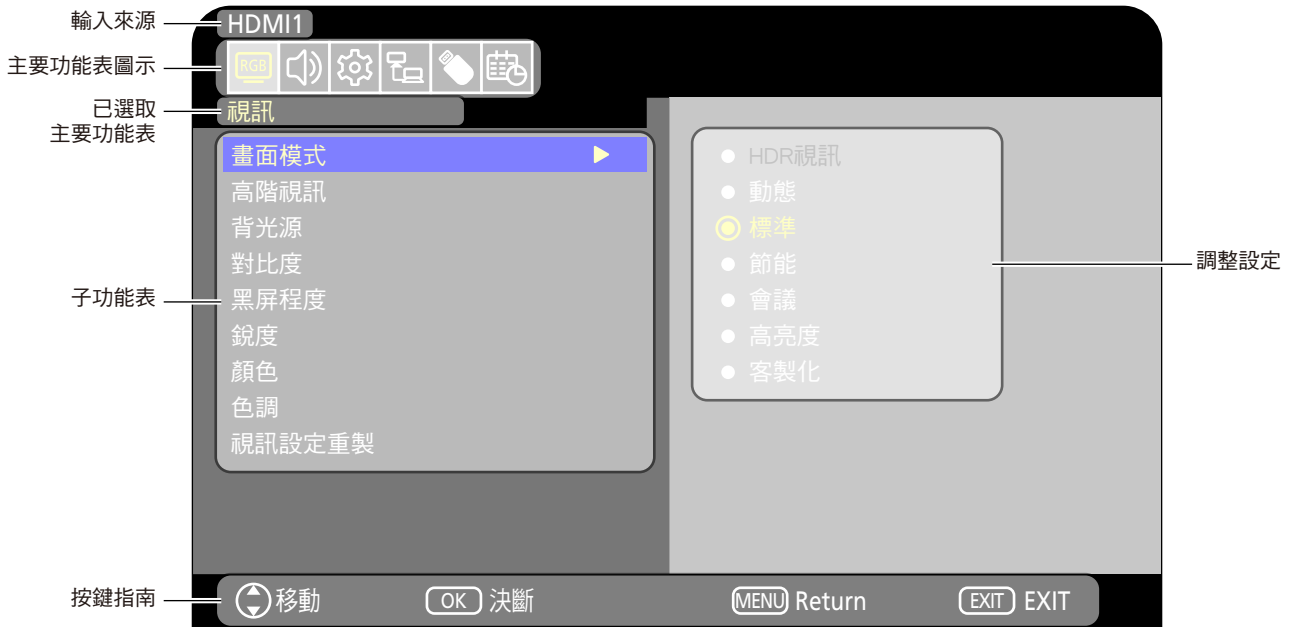 輸入來源
HDMI1
主要功能表圖示
RGB
已選取
主要功能表
視訊
子功能表
畫面模式
高階視訊
背光源
對比度
黑屏程度
銳度
顏色
色調
視訊設定重製
HDR視訊
動態
標準
節能
會議
高亮度
客製化
調整設定
按鍵指南
移動
OK 決斷
MENU Return
EXIT EXIT